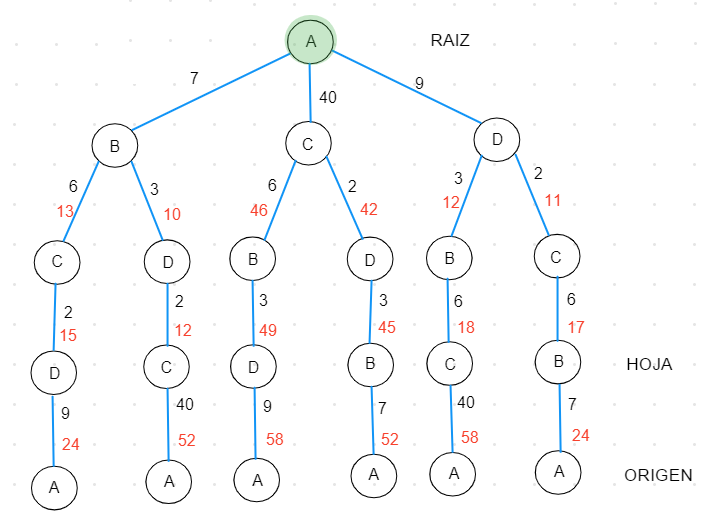 A RAIZ
7 40 9
B C D
6 3 6 2 3 2
13 10 46 42 12 11
C D B D B C
2 2 3 3 6 6
15 12 49 45 18 17
D C D B C B HOJA
9 40 9 7 40 7
24 52 58 52 58 24
A A A A A A ORIGEN